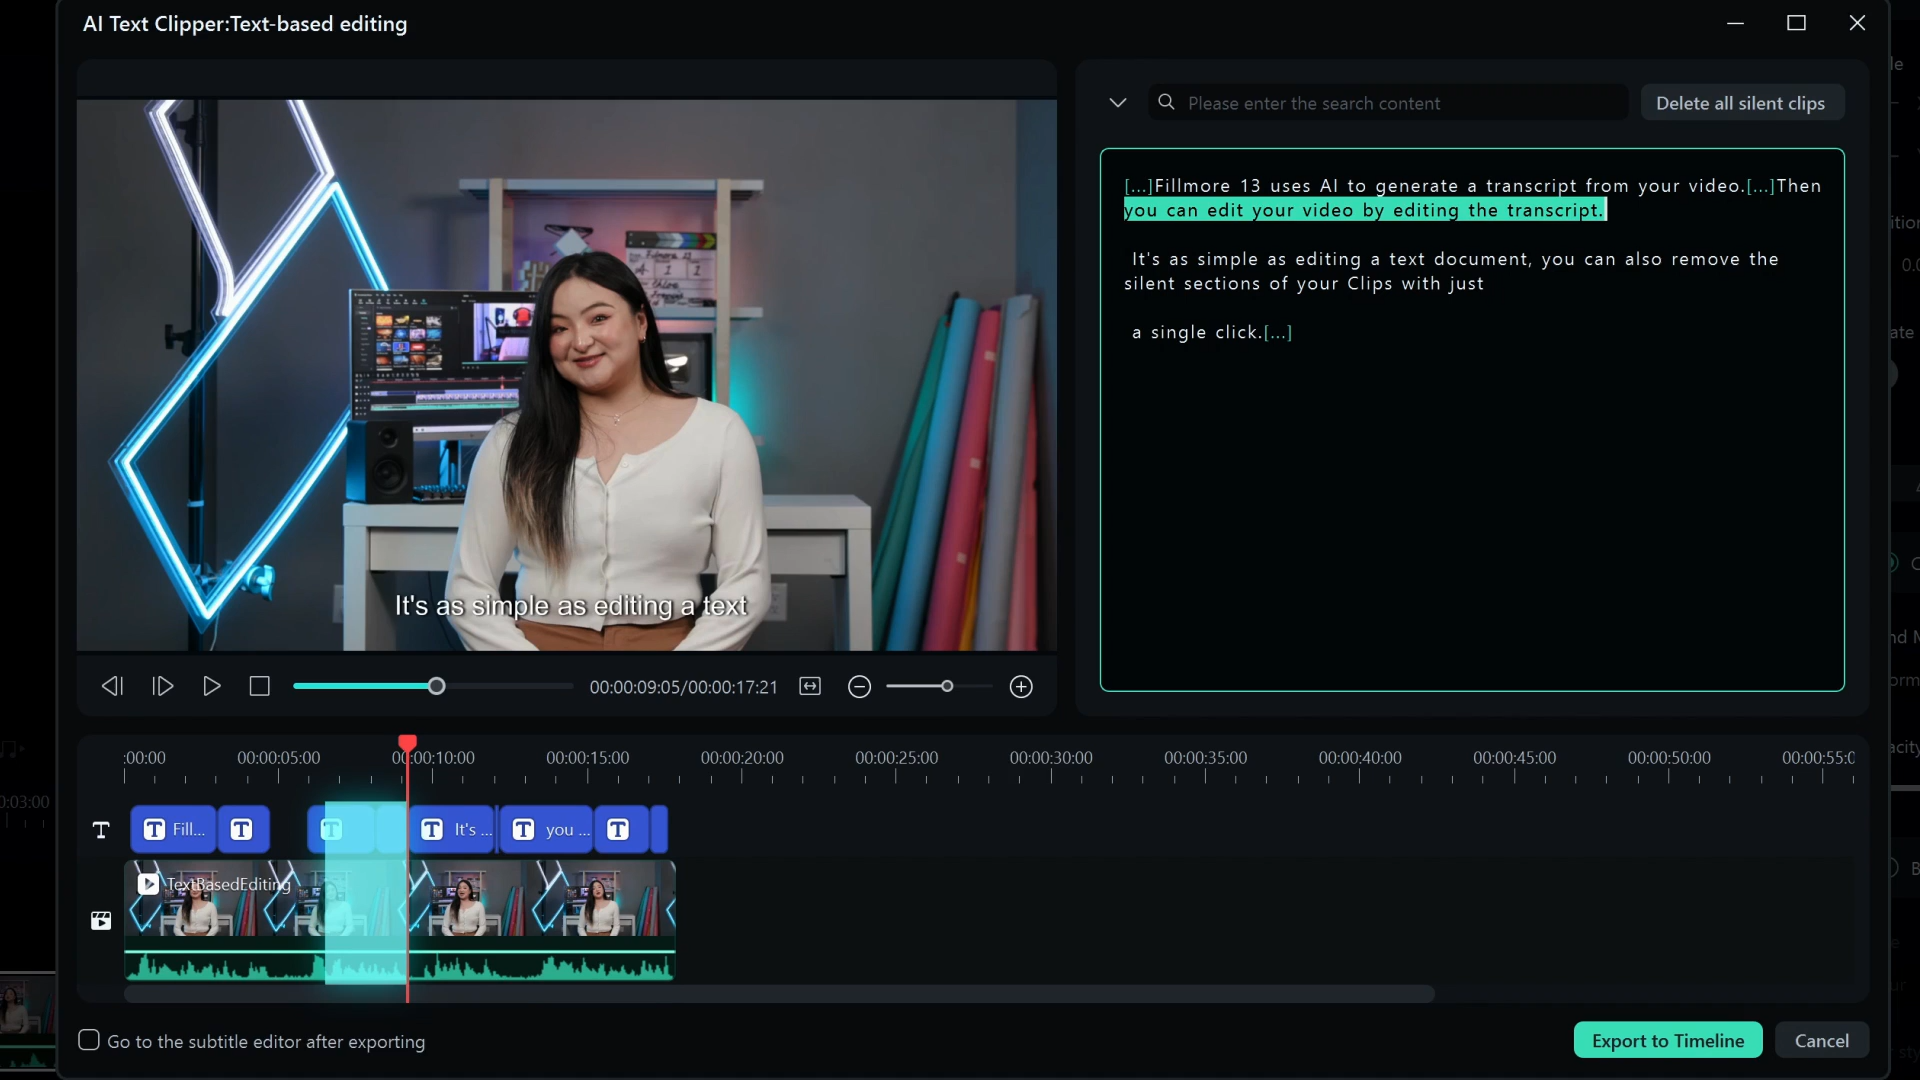 AI Text Clipper:Text-based editing
Please enter the search content
Delete all silent clips
[...]Fillmore 13 uses AI to generate a transcript from your video.[...]Then
you can edit your video by editing the transcript.
It's as simple as editing a text document, you can also remove the
silent sections of your Clips with just
a single click.[...]
It's as simple as editing a text
00:00:09:05/00:00:17:21
:00:00
00:00:05:00
00:00:10:00
00:00:15:00
00:00:20:00
00:00:25:00
00:00:30:00
00:00:35:00
00:00:40:00
00:00:45:00
00:00:50:00
00:00:55:0
0:03:00
T
T Fill...
T
T
T It's ...
T you ...
T
TextBasedEditing
Go to the subtitle editor after exporting
Export to Timeline
Cancel